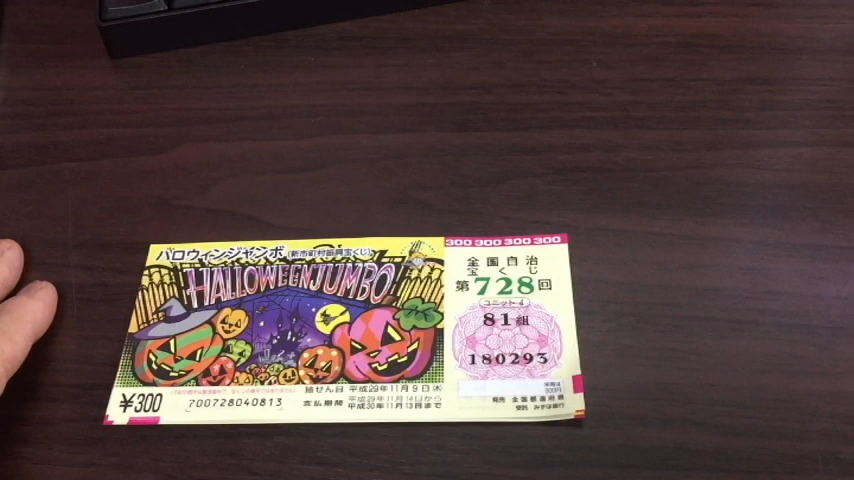 ハロウィンジャンボ (新市町村振興宝くじ)
HALLOWEENJUMBO
¥300
700728040813
抽せん日 平成29年11月9日(木)
支払期間 平成29年11月14日から
平成30年11月13日まで
300 300 300 300
全国自治
宝くじ
第728回
ユニット4
81組
180293
300円
発売 全国都道府県
受託 みずほ銀行